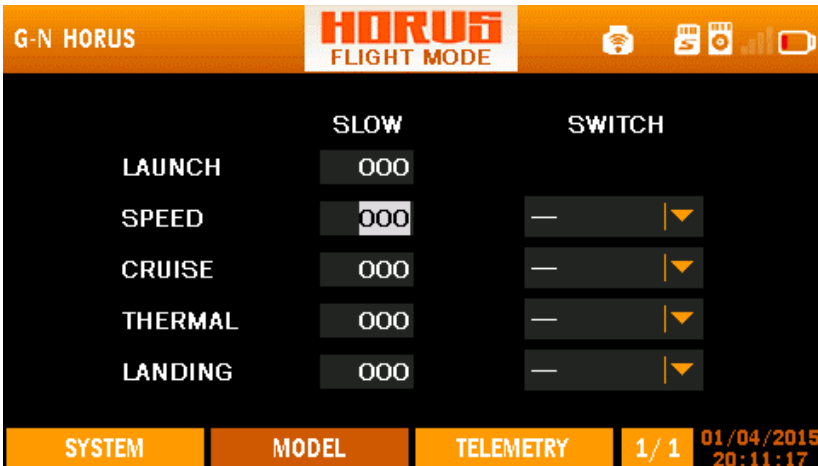 G-N HORUS
HORUS
FLIGHT MODE
SLOW SWITCH
LAUNCH 000
SPEED 000 —
CRUISE 000 —
THERMAL 000 —
LANDING 000 —
SYSTEM MODEL TELEMETRY 1/1 01/04/2015
20:11:17